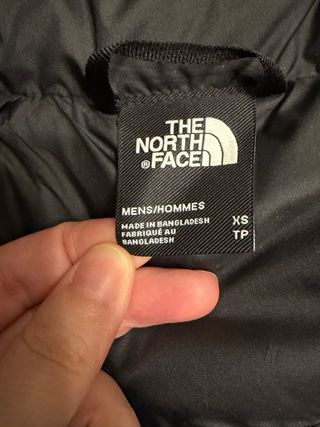 THE
NORTH
®FACE
MENS/HOMMES
MADE IN BANGLADESH XS
FABRIQUÉ AU TP
BANGLADESH